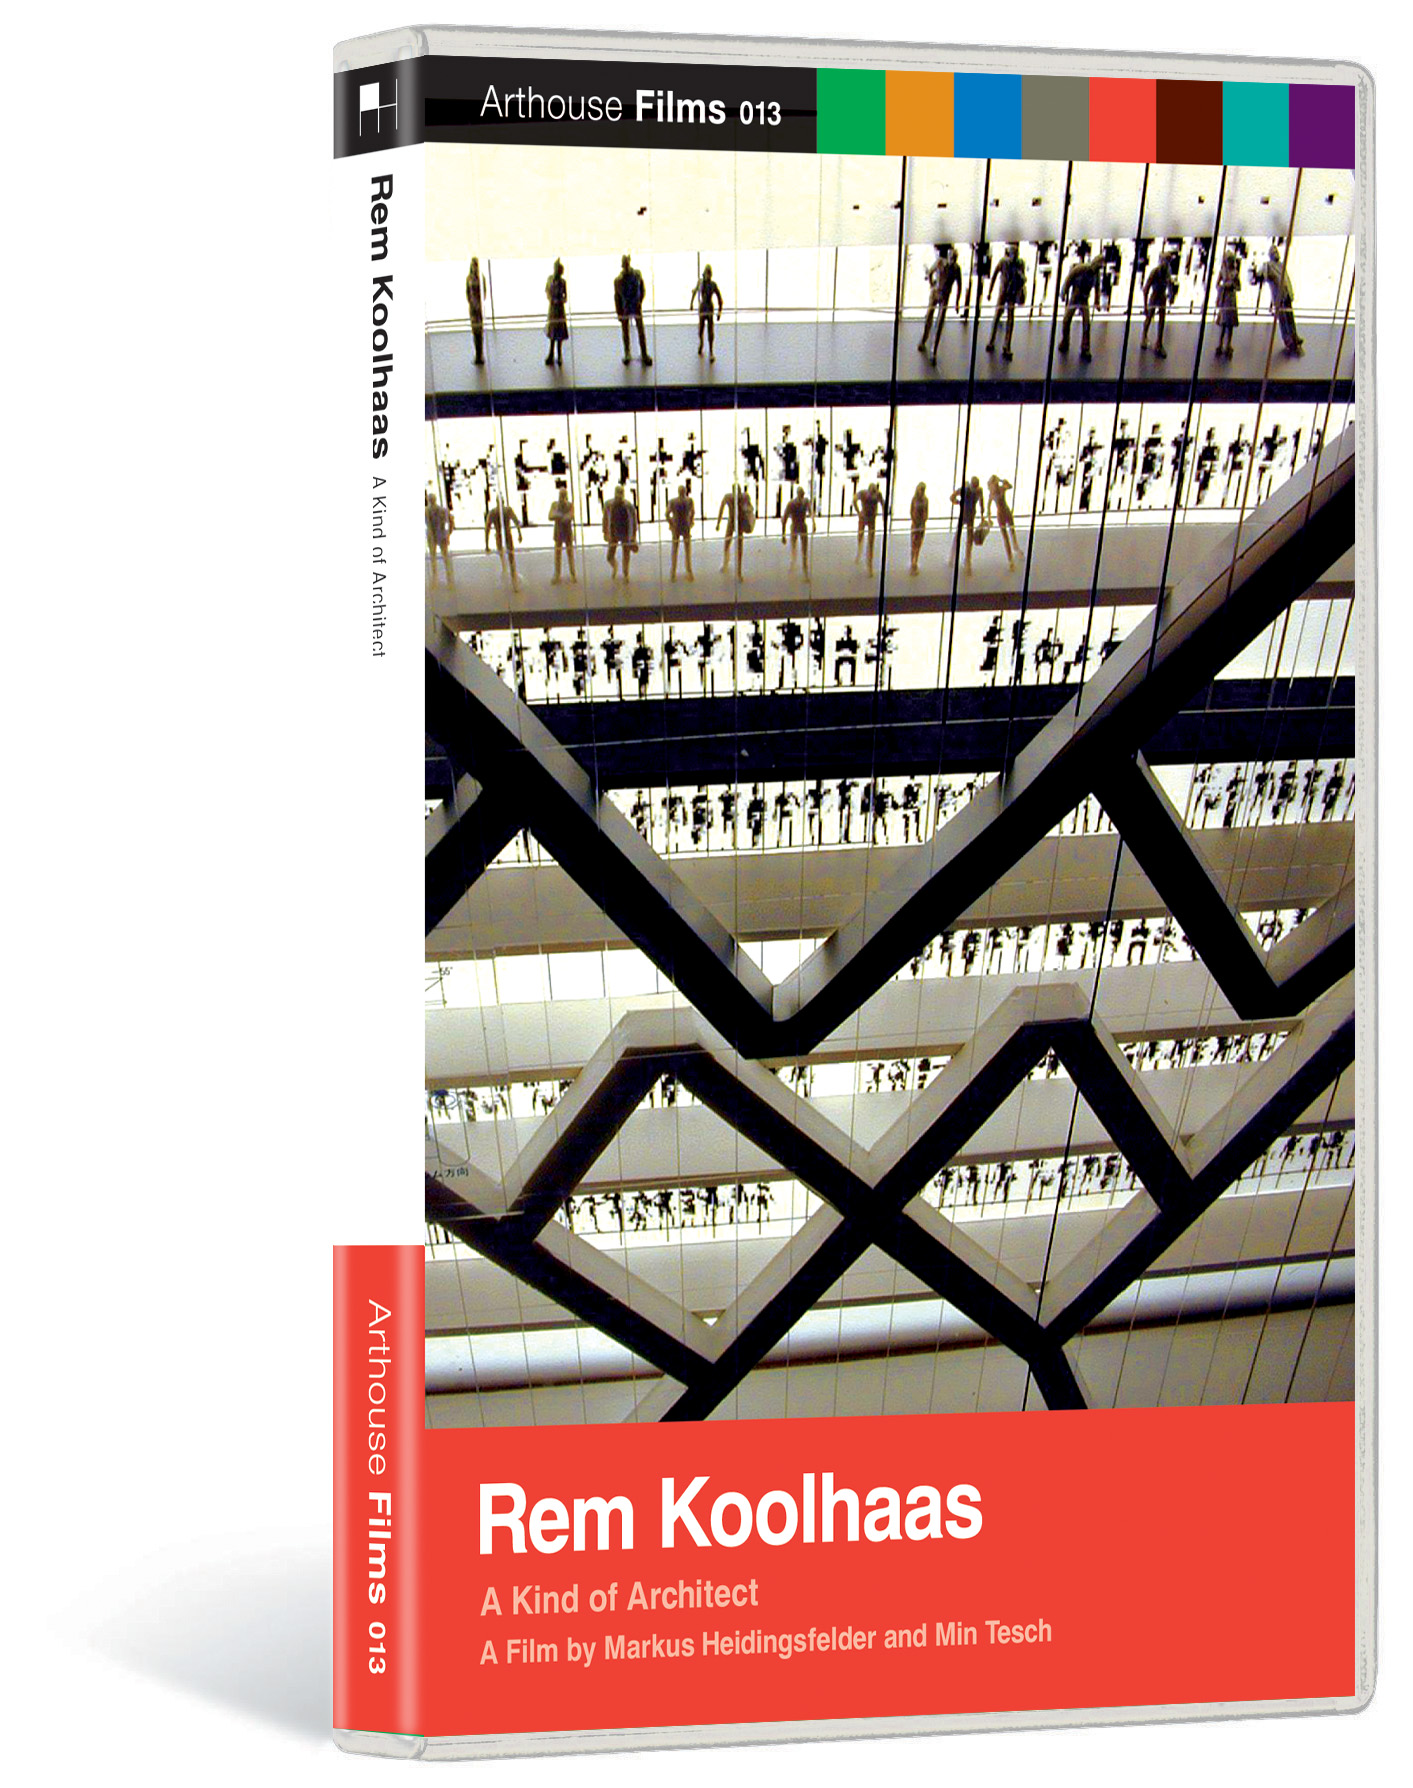 Arthouse Films 013
Rem Koolhaas A Kind of Architect
Arthouse Films 013
Rem Koolhaas
A Kind of Architect
A Film by Markus Heidingsfelder and Min Tesch